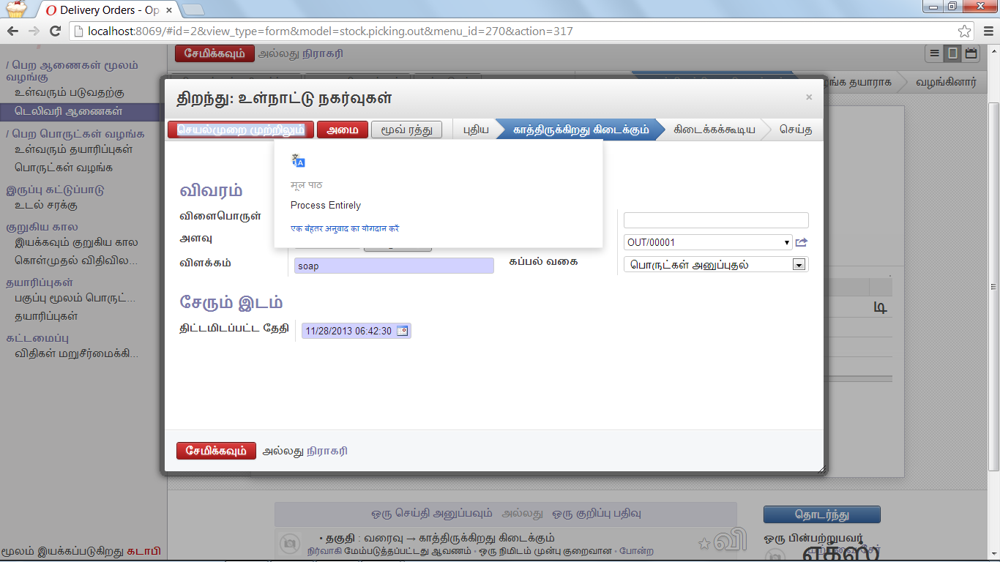 Delivery Orders - Op
localhost:8069/#id=2&view_type=form&model=stock.picking.out&menu_id=270&action=317
சேமிக்கவும் அல்லது நிராகரி
/ பெற ஆணைகள் மூலம்
வழங்கு
உள்வரும் படுவதற்கு
டெலிவரி ஆணைகள்
/ பெற பொருட்கள் வழங்க
உள்வரும் தயாரிப்புகள்
பொருட்கள் வழங்க
இருப்பு கட்டுப்பாடு
உடல் சரக்கு
குறுகிய கால
இயக்கவும் குறுகிய கால
கொள்முதல் விதிவில...
தயாரிப்புகள்
பகுப்பு மூலம் பொருட்...
தயாரிப்புகள்
கட்டமைப்பு
விதிகள் மறுசீர்மைக்கி...
மூலம் இயக்கப்படுகிறது கடாபி
ங்க தயாராக வழங்கினார்
திறந்து: உள்நாட்டு நகர்வுகள் ×
செயல்முறை முற்றிலும் அமை மூவ் ரத்து புதிய காத்திருக்கிறது கிடைக்கும் கிடைக்கக்கூடிய செய்த
मूल पाठ
Process Entirely
एक बेहतर अनुवाद का योगदान करें
விவரம்
விளைபொருள்
அளவு OUT/00001
விளக்கம் soap கப்பல் வகை பொருட்கள் அனுப்புதல்
சேரும் இடம்
திட்டமிடப்பட்ட தேதி 11/28/2013 06:42:30
சேமிக்கவும் அல்லது நிராகரி
டி
ஒரு செய்தி அனுப்பவும் அல்லது ஒரு குறிப்பு பதிவு தொடர்ந்து
• தகுதி : வரைவு → காத்திருக்கிறது கிடைக்கும்
நிர்வாகி மேம்படுத்தப்பட்டது ஆவணம் • ஒரு நிமிடம் முன்பு குறைவான • போன்ற
வி
ஒரு பின்பற்றுபவர்
எக்ஸ்